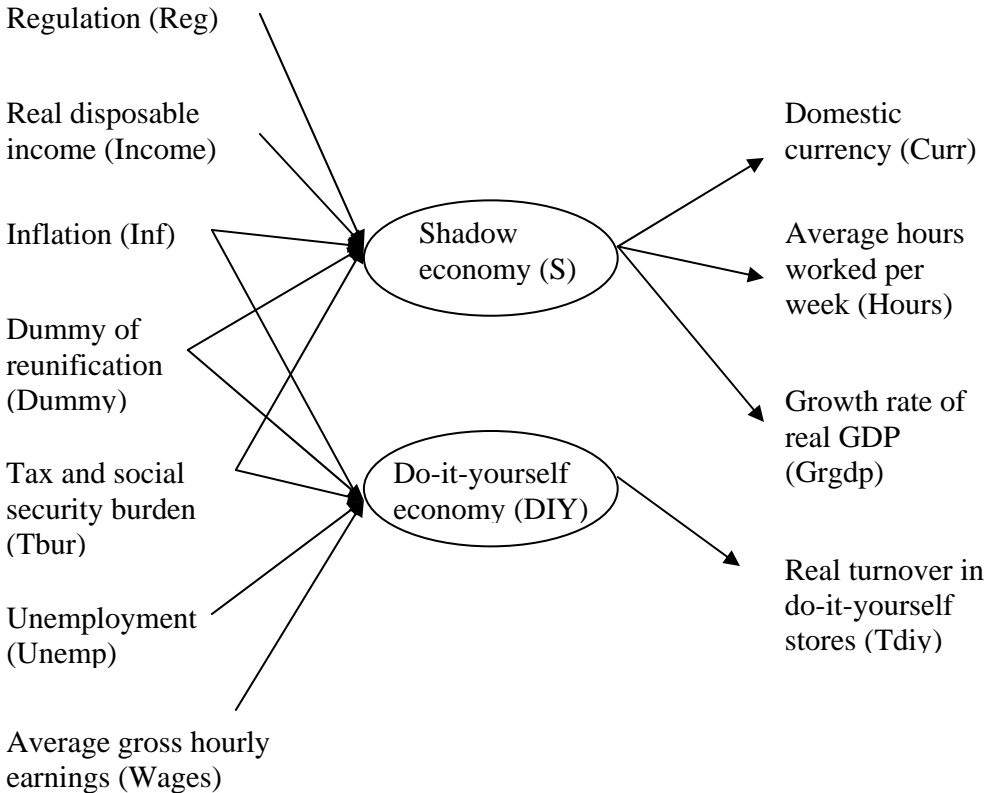 Regulation (Reg)
Real disposable
income (Income)
Inflation (Inf)
Dummy of
reunification
(Dummy)
Tax and social
security burden
(Tbur)
Unemployment
(Unemp)
Average gross hourly
earnings (Wages)
Shadow
economy (S)
Do-it-yourself
economy (DIY)
Domestic
currency (Curr)
Average hours
worked per
week (Hours)
Growth rate of
real GDP
(Grgdp)
Real turnover in
do-it-yourself
stores (Tdiy)